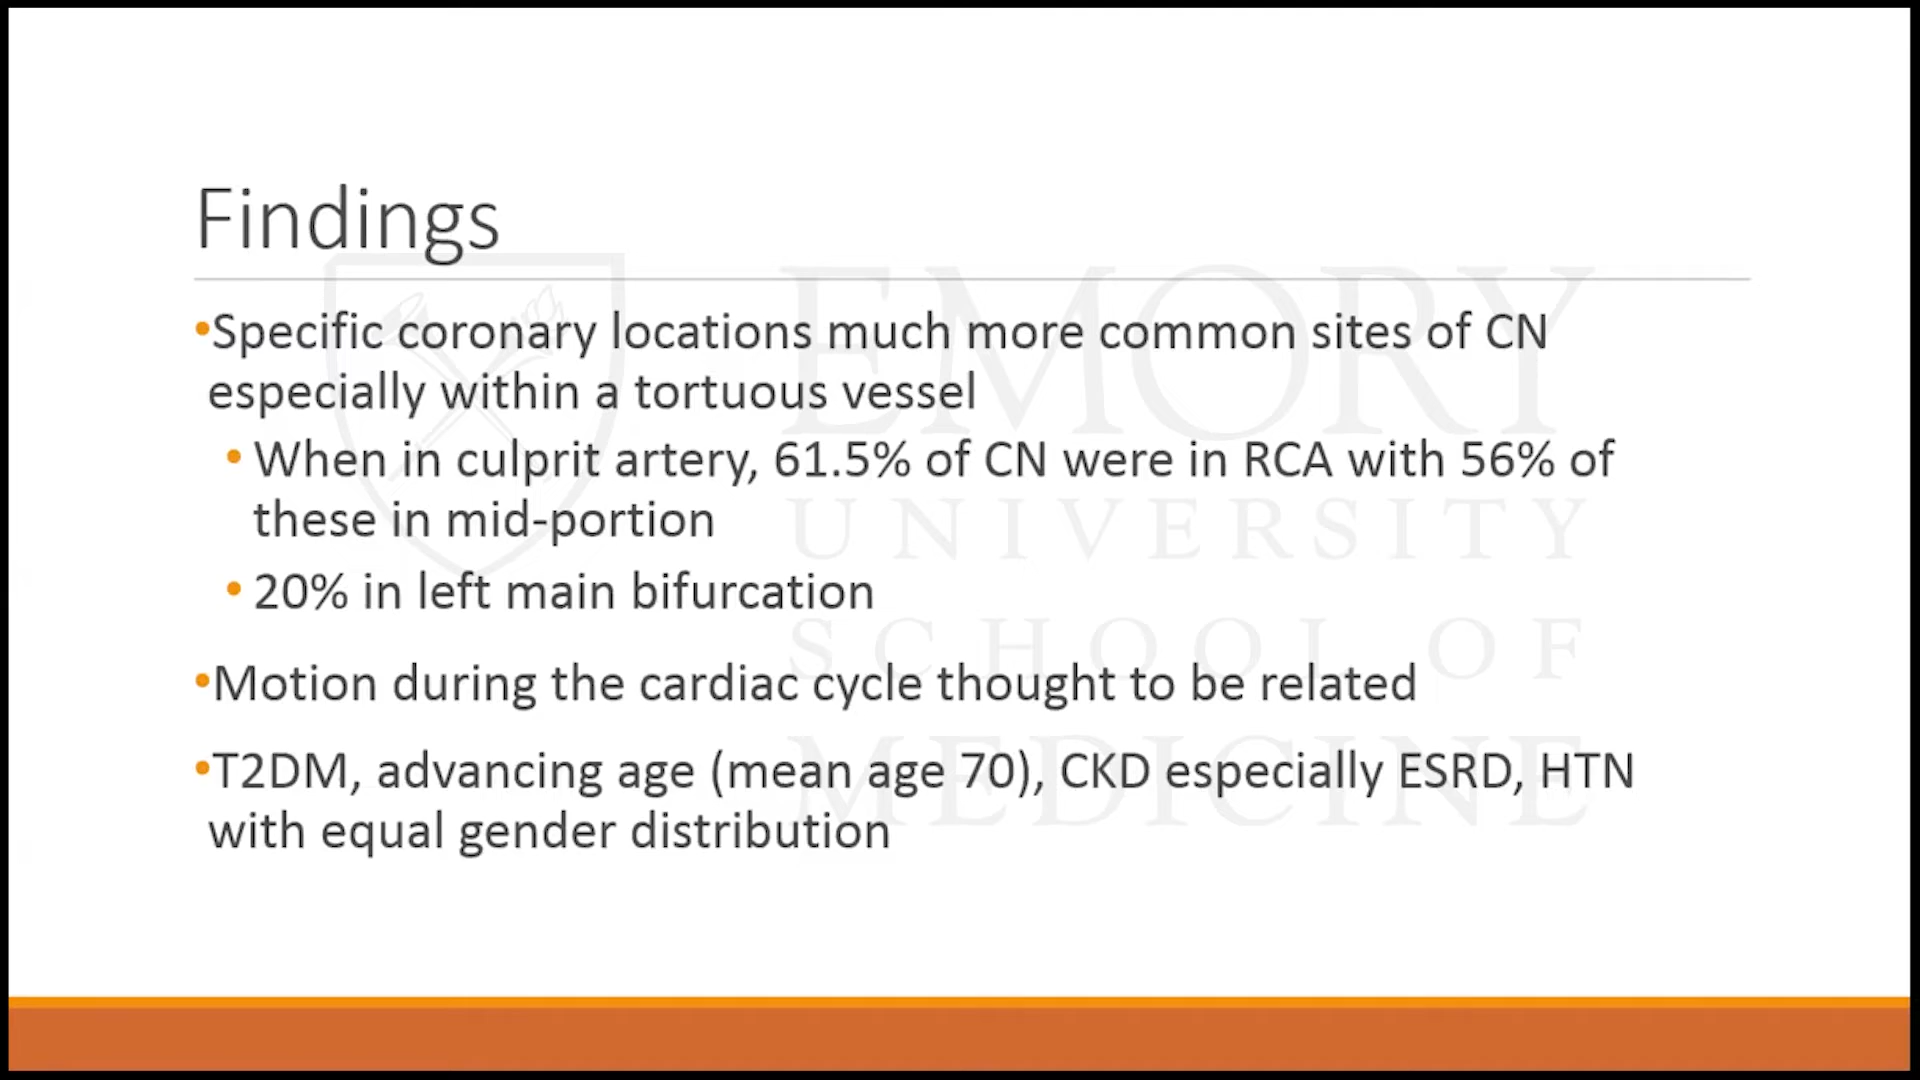 Findings
•Specific coronary locations much more common sites of CN
especially within a tortuous vessel
• When in culprit artery, 61.5% of CN were in RCA with 56% of
these in mid-portion
• 20% in left main bifurcation
•Motion during the cardiac cycle thought to be related
•T2DM, advancing age (mean age 70), CKD especially ESRD, HTN
with equal gender distribution
EMORY
UNIVERSITY
SCHOOL OF
MEDICINE